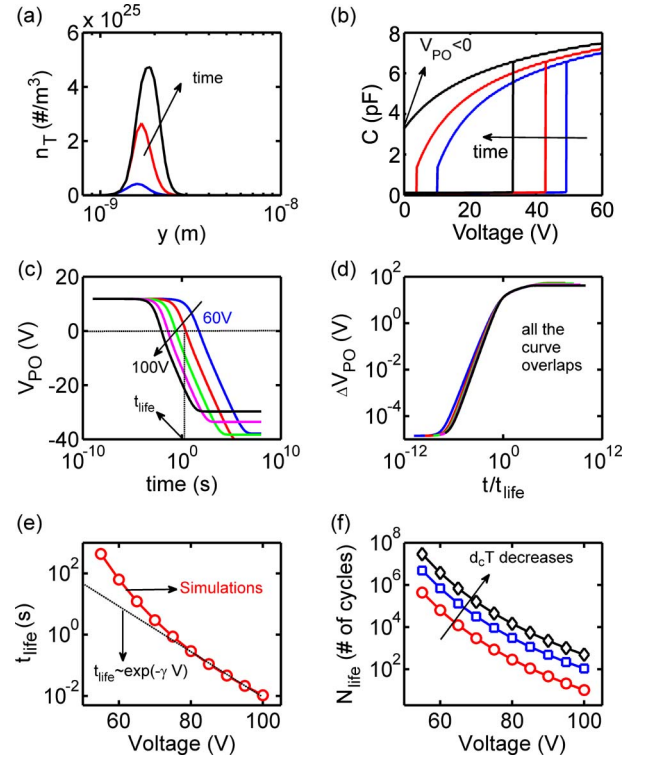 (a)
× 10^25
6
4
2
0
n_T (#/m^3)
time
10^-9
10^-8
y (m)
(b)
8
6
4
2
0
C (pF)
V_PO<0
time
0
20
40
60
Voltage (V)
(c)
20
10
0
-20
-40
V_PO (V)
60V
100V
t_life
10^-10
10^0
10^10
time (s)
(d)
10^2
10^0
10^-2
10^-4
ΔV_PO (V)
all the
curve
overlaps
10^-12
10^0
10^12
t/t_life
(e)
10^2
10^0
10^-2
t_life (s)
Simulations
t_life~exp(-γ V)
60
80
100
Voltage (V)
(f)
10^8
10^6
10^4
10^2
N_life (# of cycles)
d_cT decreases
60
80
100
Voltage (V)